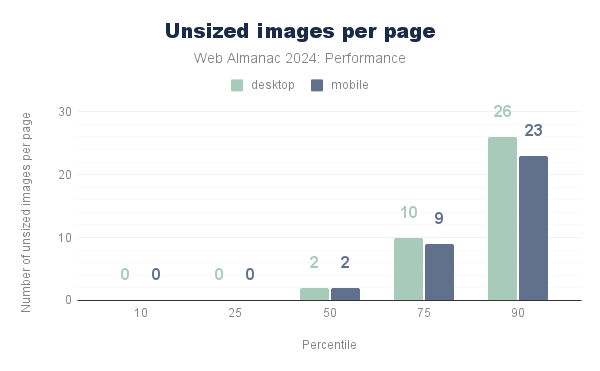 Unsized images per page
Web Almanac 2024: Performance
desktop mobile
Number of unsized images per page
30
20
10
0
0 0 0 0 2 2 10 9 26 23
10 25 50 75 90
Percentile